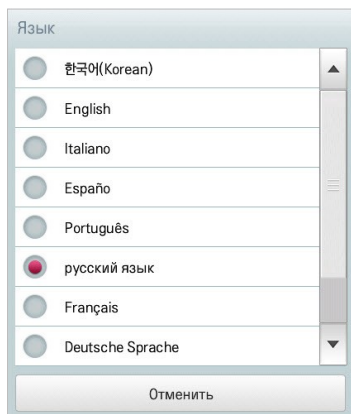 Язык
한국어(Korean)
English
Italiano
Españo
Português
русский язык
Français
Deutsche Sprache
Отменить